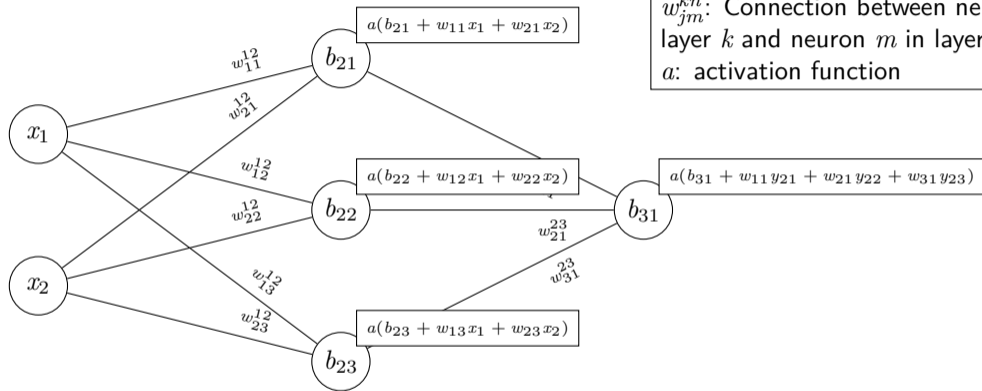 w_{jm}^{kn}: Connection between
layer k and neuron m in layer
a: activation function
a(b_{21} + w_{11}x_1 + w_{21}x_2)
b_{21}
w_{11}^{12}
w_{21}^{12}
x_1
w_{12}^{12}
a(b_{22} + w_{12}x_1 + w_{22}x_2)
a(b_{31} + w_{11}y_{21} + w_{21}y_{22} + w_{31}y_{23})
w_{22}^{12}
b_{22}
b_{31}
w_{21}^{23}
x_2
w_{13}^{12}
w_{31}^{23}
w_{23}^{12}
a(b_{23} + w_{13}x_1 + w_{23}x_2)
b_{23}